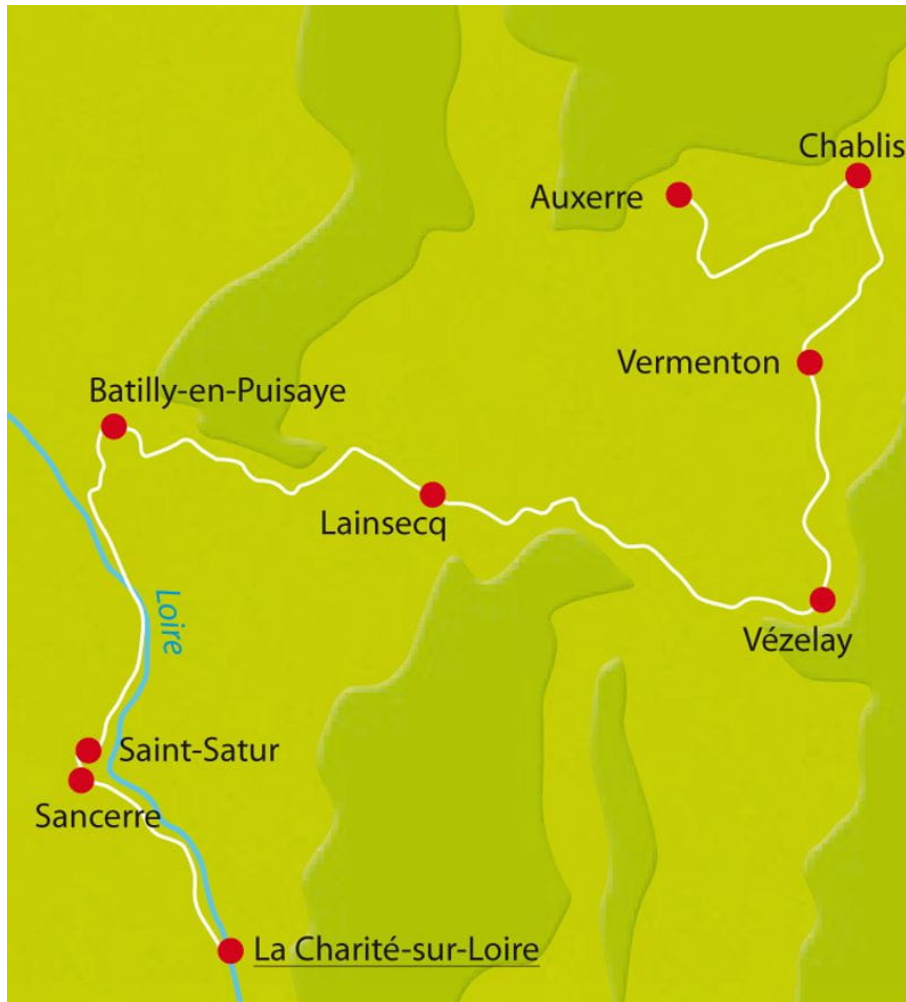 Chablis
Auxerre
Vermenton
Batilly-en-Puisaye
Lainsecq
Loire
Vézelay
Saint-Satur
Sancerre
La Charité-sur-Loire